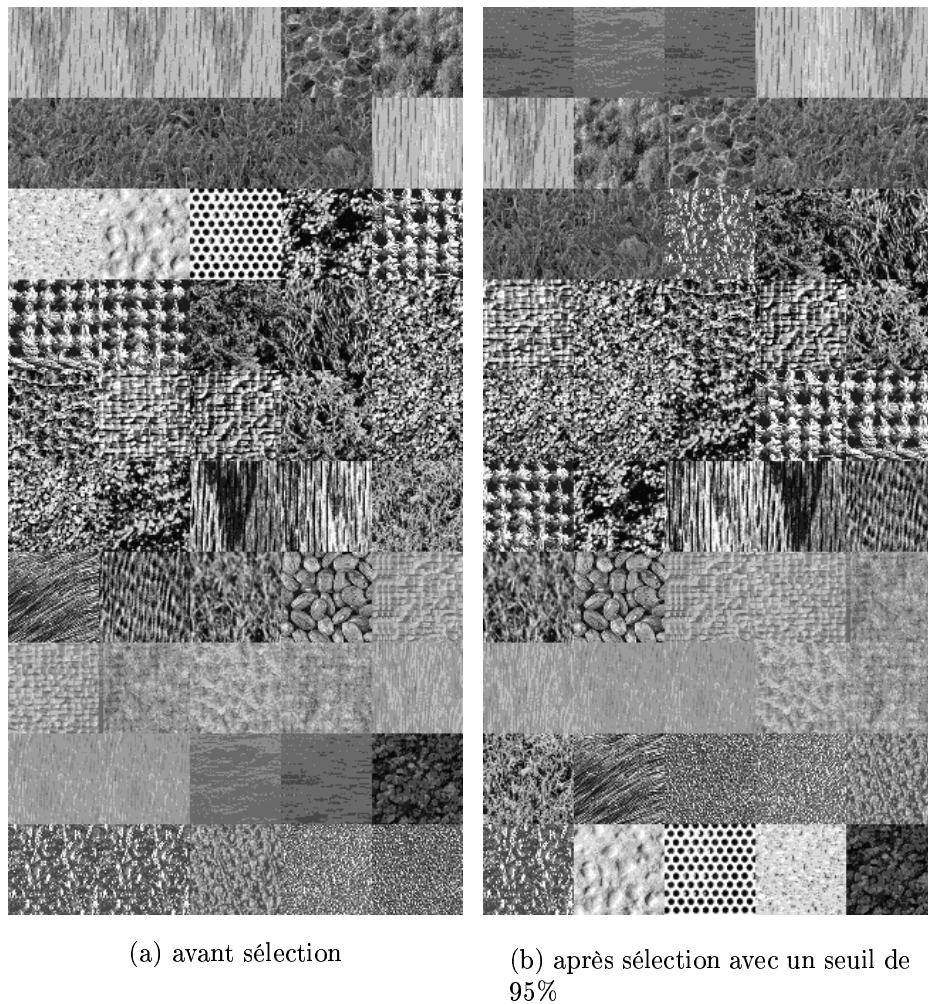 (a) avant sélection
(b) après sélection avec un seuil de
95%